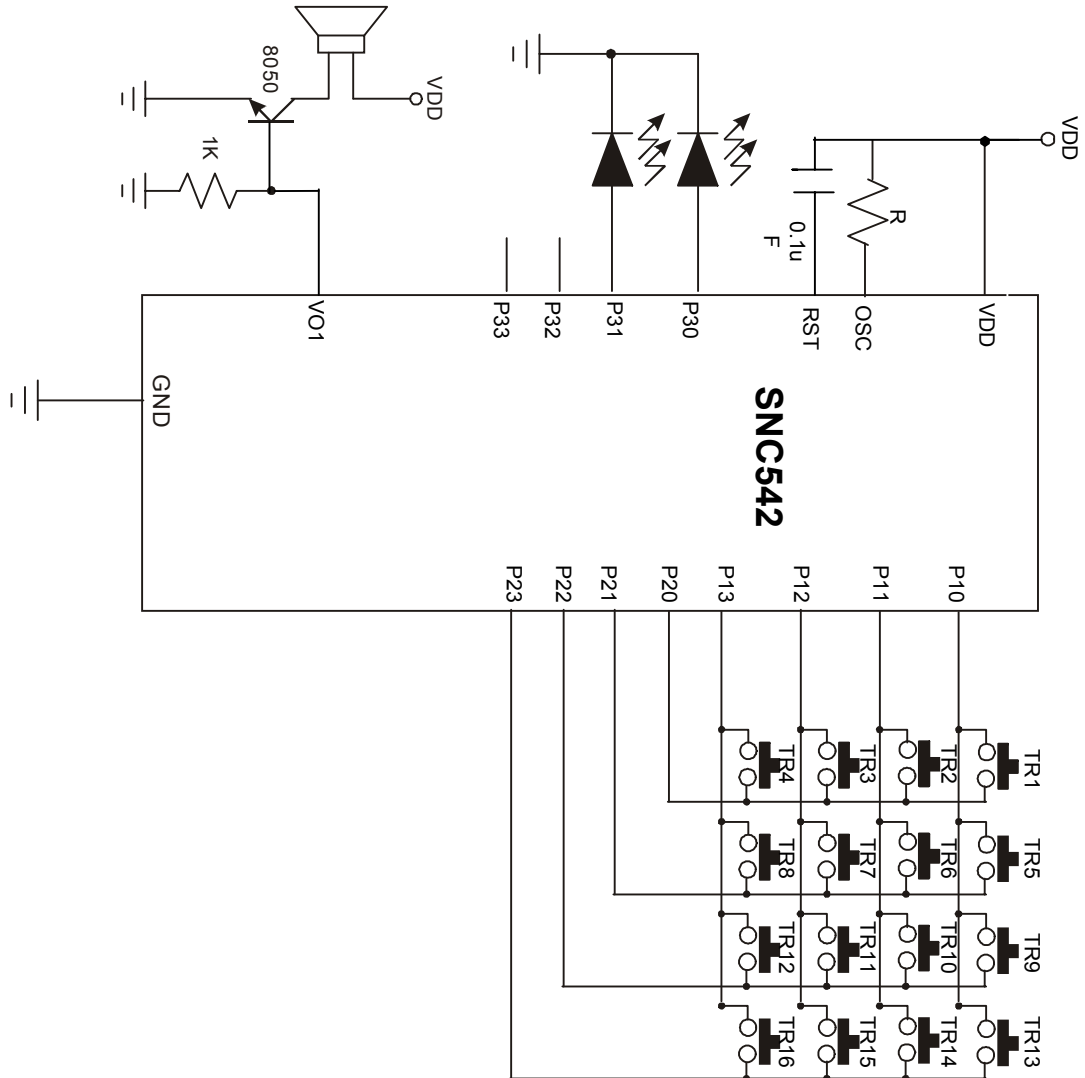 VDD
VDD
8050
1K
R
0.1u
F
VDD
OSC
RST
P30
P31
P32
P33
VO1
GND
SNC542
P10
P11
P12
P13
P20
P21
P22
P23
TR1
TR2
TR3
TR4
TR5
TR6
TR7
TR8
TR9
TR10
TR11
TR12
TR13
TR14
TR15
TR16